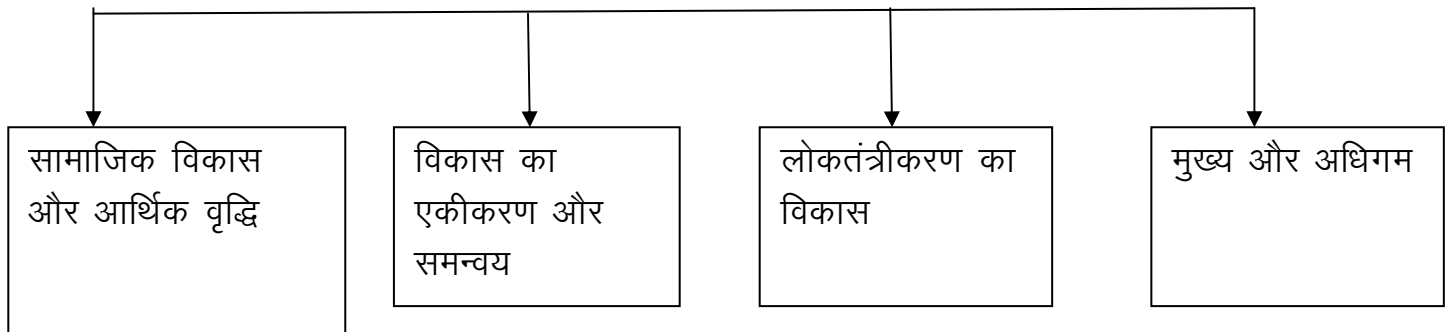 सामाजिक विकास
और आर्थिक वृद्धि
विकास का
एकीकरण और
समन्वय
लोकतंत्रीकरण का
विकास
मुख्य और अधिगम